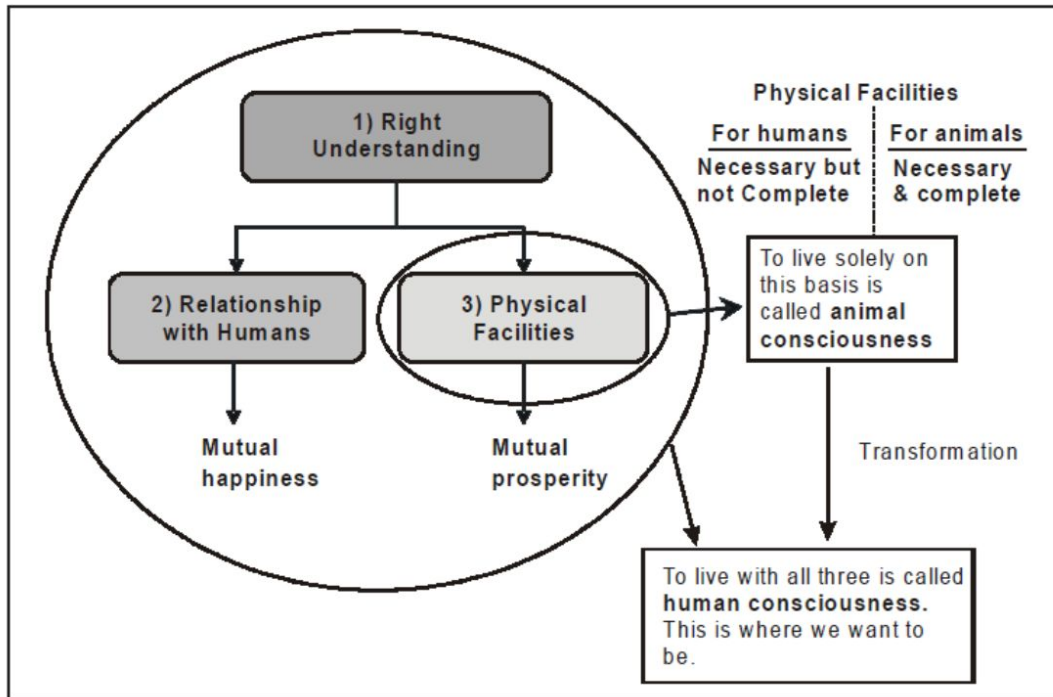 1) Right
Understanding
2) Relationship
with Humans
3) Physical
Facilities
Mutual
happiness
Mutual
prosperity
Physical Facilities
For humans
Necessary but
not Complete
For animals
Necessary
& complete
To live solely on
this basis is
called animal
consciousness
Transformation
To live with all three is called
human consciousness.
This is where we want to
be.